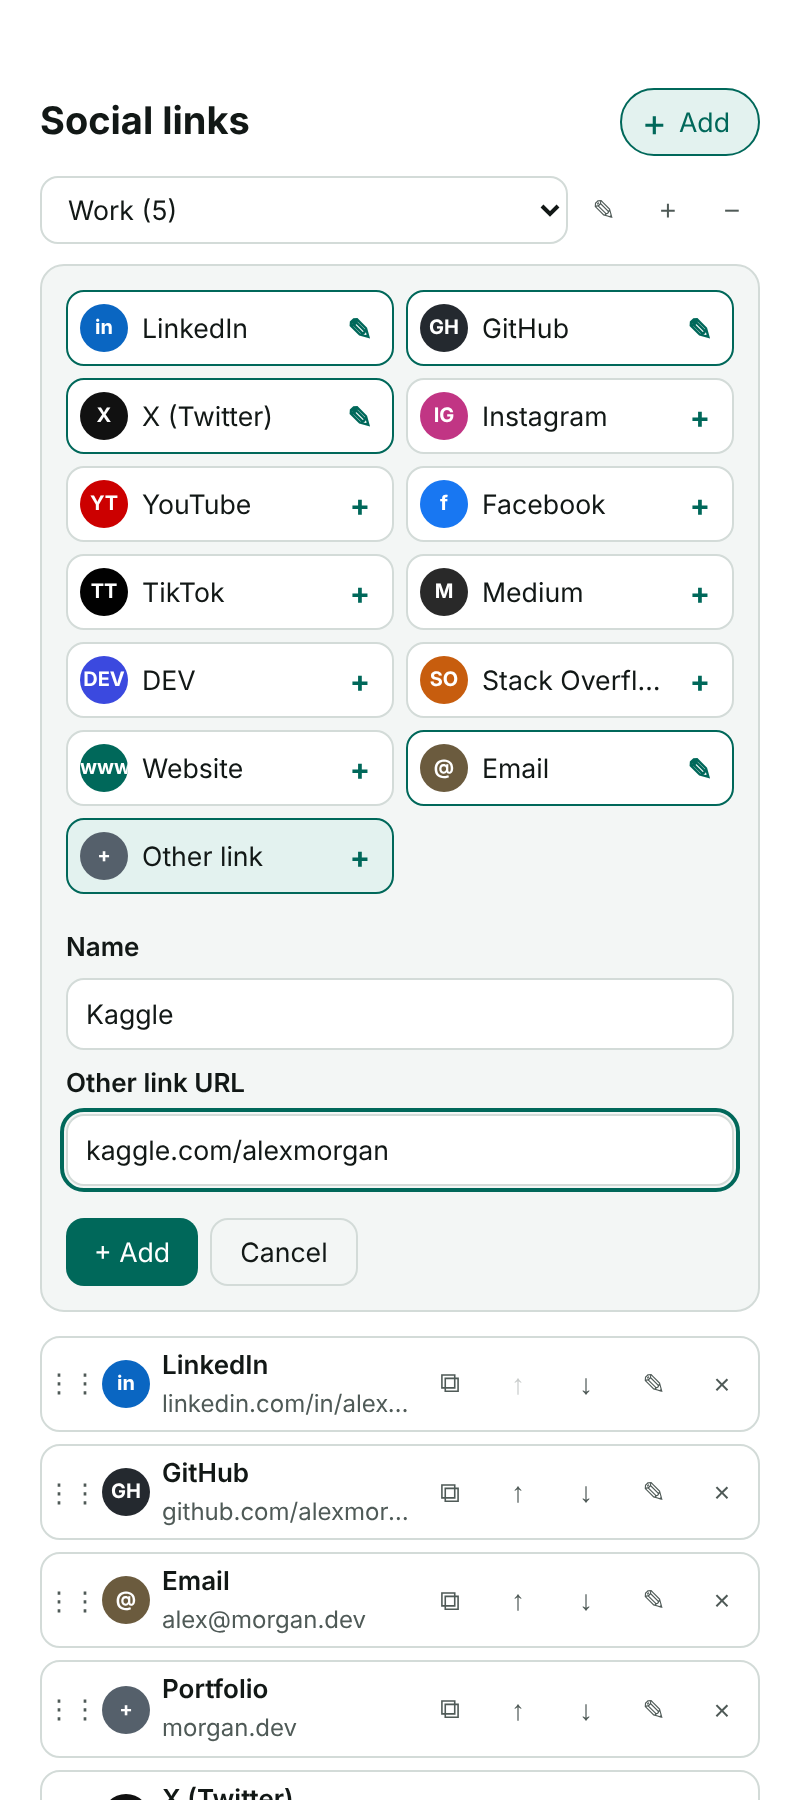 Social links
+ Add
Work (5)
in LinkedIn
GH GitHub
X X (Twitter)
IG Instagram +
YT YouTube +
f Facebook +
TT TikTok +
M Medium +
DEV DEV +
SO Stack Overfl... +
www Website +
@ Email
+ Other link +
Name
Kaggle
Other link URL
kaggle.com/alexmorgan
+ Add
Cancel
in LinkedIn
linkedin.com/in/alex...
GH GitHub
github.com/alexmor...
@ Email
alex@morgan.dev
+ Portfolio
morgan.dev
X (Twitter)